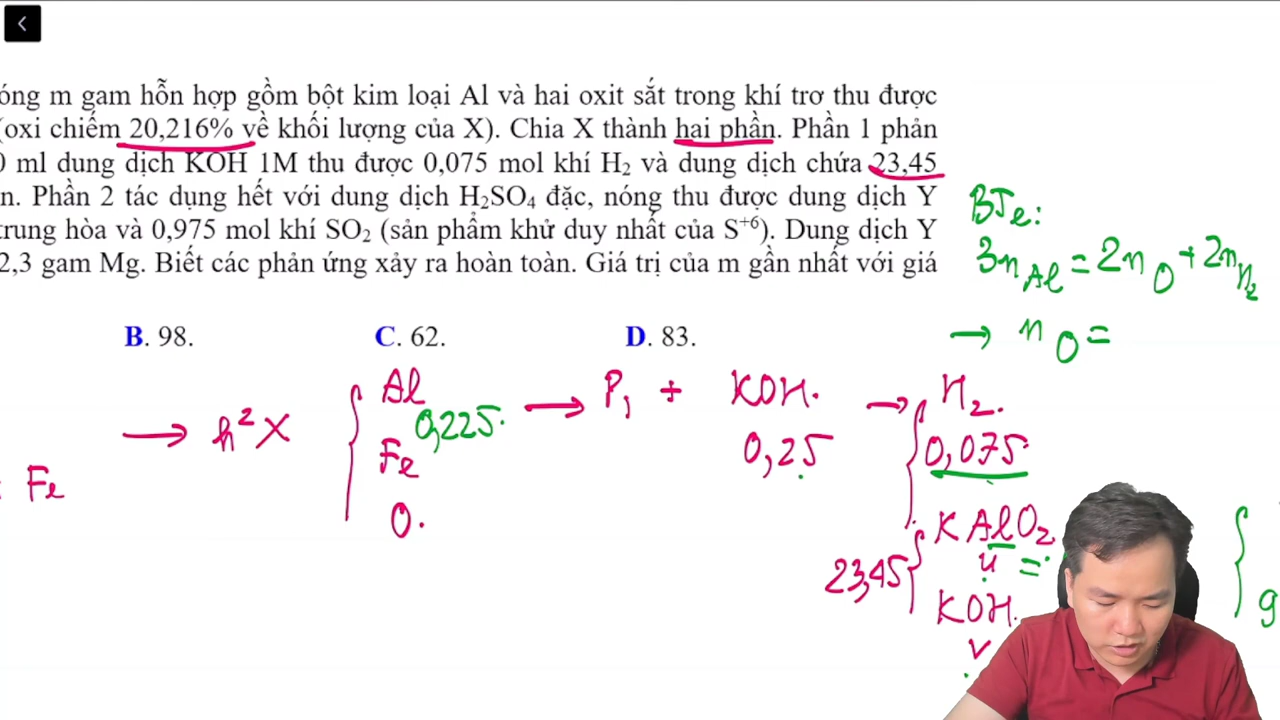 óng m gam hỗn hợp gồm bột kim loại Al và hai oxit sắt trong khí trơ thu được
(oxi chiếm 20,216% về khối lượng của X). Chia X thành hai phần. Phần 1 phản
0 ml dung dịch KOH 1M thu được 0,075 mol khí H₂ và dung dịch chứa 23,45
n. Phần 2 tác dụng hết với dung dịch H₂SO₄ đặc, nóng thu được dung dịch Y
trung hòa và 0,975 mol khí SO₂ (sản phẩm khử duy nhất của S⁺⁶). Dung dịch Y
2,3 gam Mg. Biết các phản ứng xảy ra hoàn toàn. Giá trị của m gần nhất với giá
B. 98. C. 62. D. 83.
BTe:
3n Al = 2n O + 2n H₂
→ n O =
→ h² X { Al 0,225. → P₁ + KOH. → { H₂.
Fe 0,25 0,075.
O.
: Fe
23,45 { KAlO₂
u =
KOH.
v
{
g